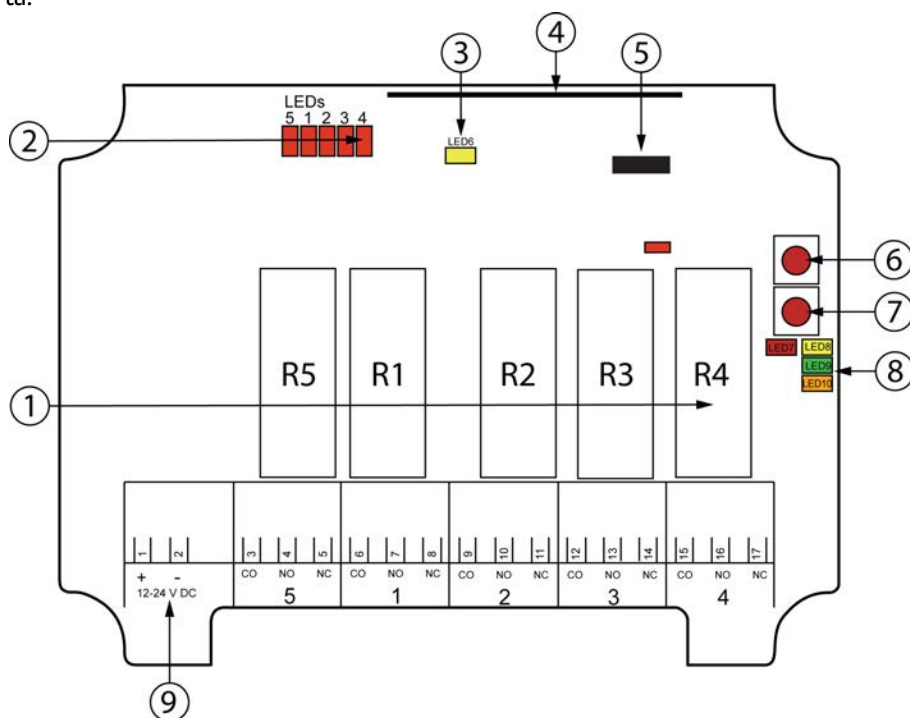 3
4
5
LEDs
5 1 2 3 4
2
LED6
6
7
LED7
LED8
LED9
LED10
8
R5
R1
R2
R3
R4
1
1 2 3 4 5 6 7 8 9 10 11 12 13 14 15 16 17
+ - CO NO NC CO NO NC CO NO NC CO NO NC CO NO NC
12-24 V DC
5 1 2 3 4
9